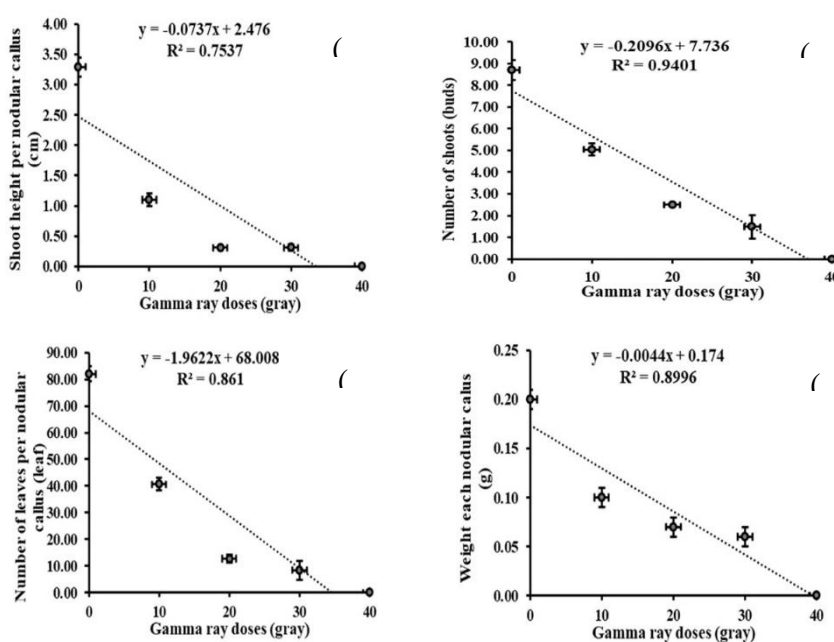 y = -0.0737x + 2.476
R² = 0.7537
(
4.00
3.50
3.00
2.50
2.00
1.50
1.00
0.50
0.00
Shoot height per nodular callus
(cm)
0 10 20 30 40
Gamma ray doses (gray)
y = -0.2096x + 7.736
R² = 0.9401
(
10.00
9.00
8.00
7.00
6.00
5.00
4.00
3.00
2.00
1.00
0.00
Number of shoots (buds)
0 10 20 30 40
Gamma ray doses (gray)
y = -1.9622x + 68.008
R² = 0.861
(
90.00
80.00
70.00
60.00
50.00
40.00
30.00
20.00
10.00
0.00
Number of leaves per nodular
callus (leaf)
0 10 20 30 40
Gamma ray doses (gray)
y = -0.0044x + 0.174
R² = 0.8996
(
0.25
0.20
0.15
0.10
0.05
0.00
Weight each nodular calus
(g)
0 10 20 30 40
Gamma ray doses (gray)